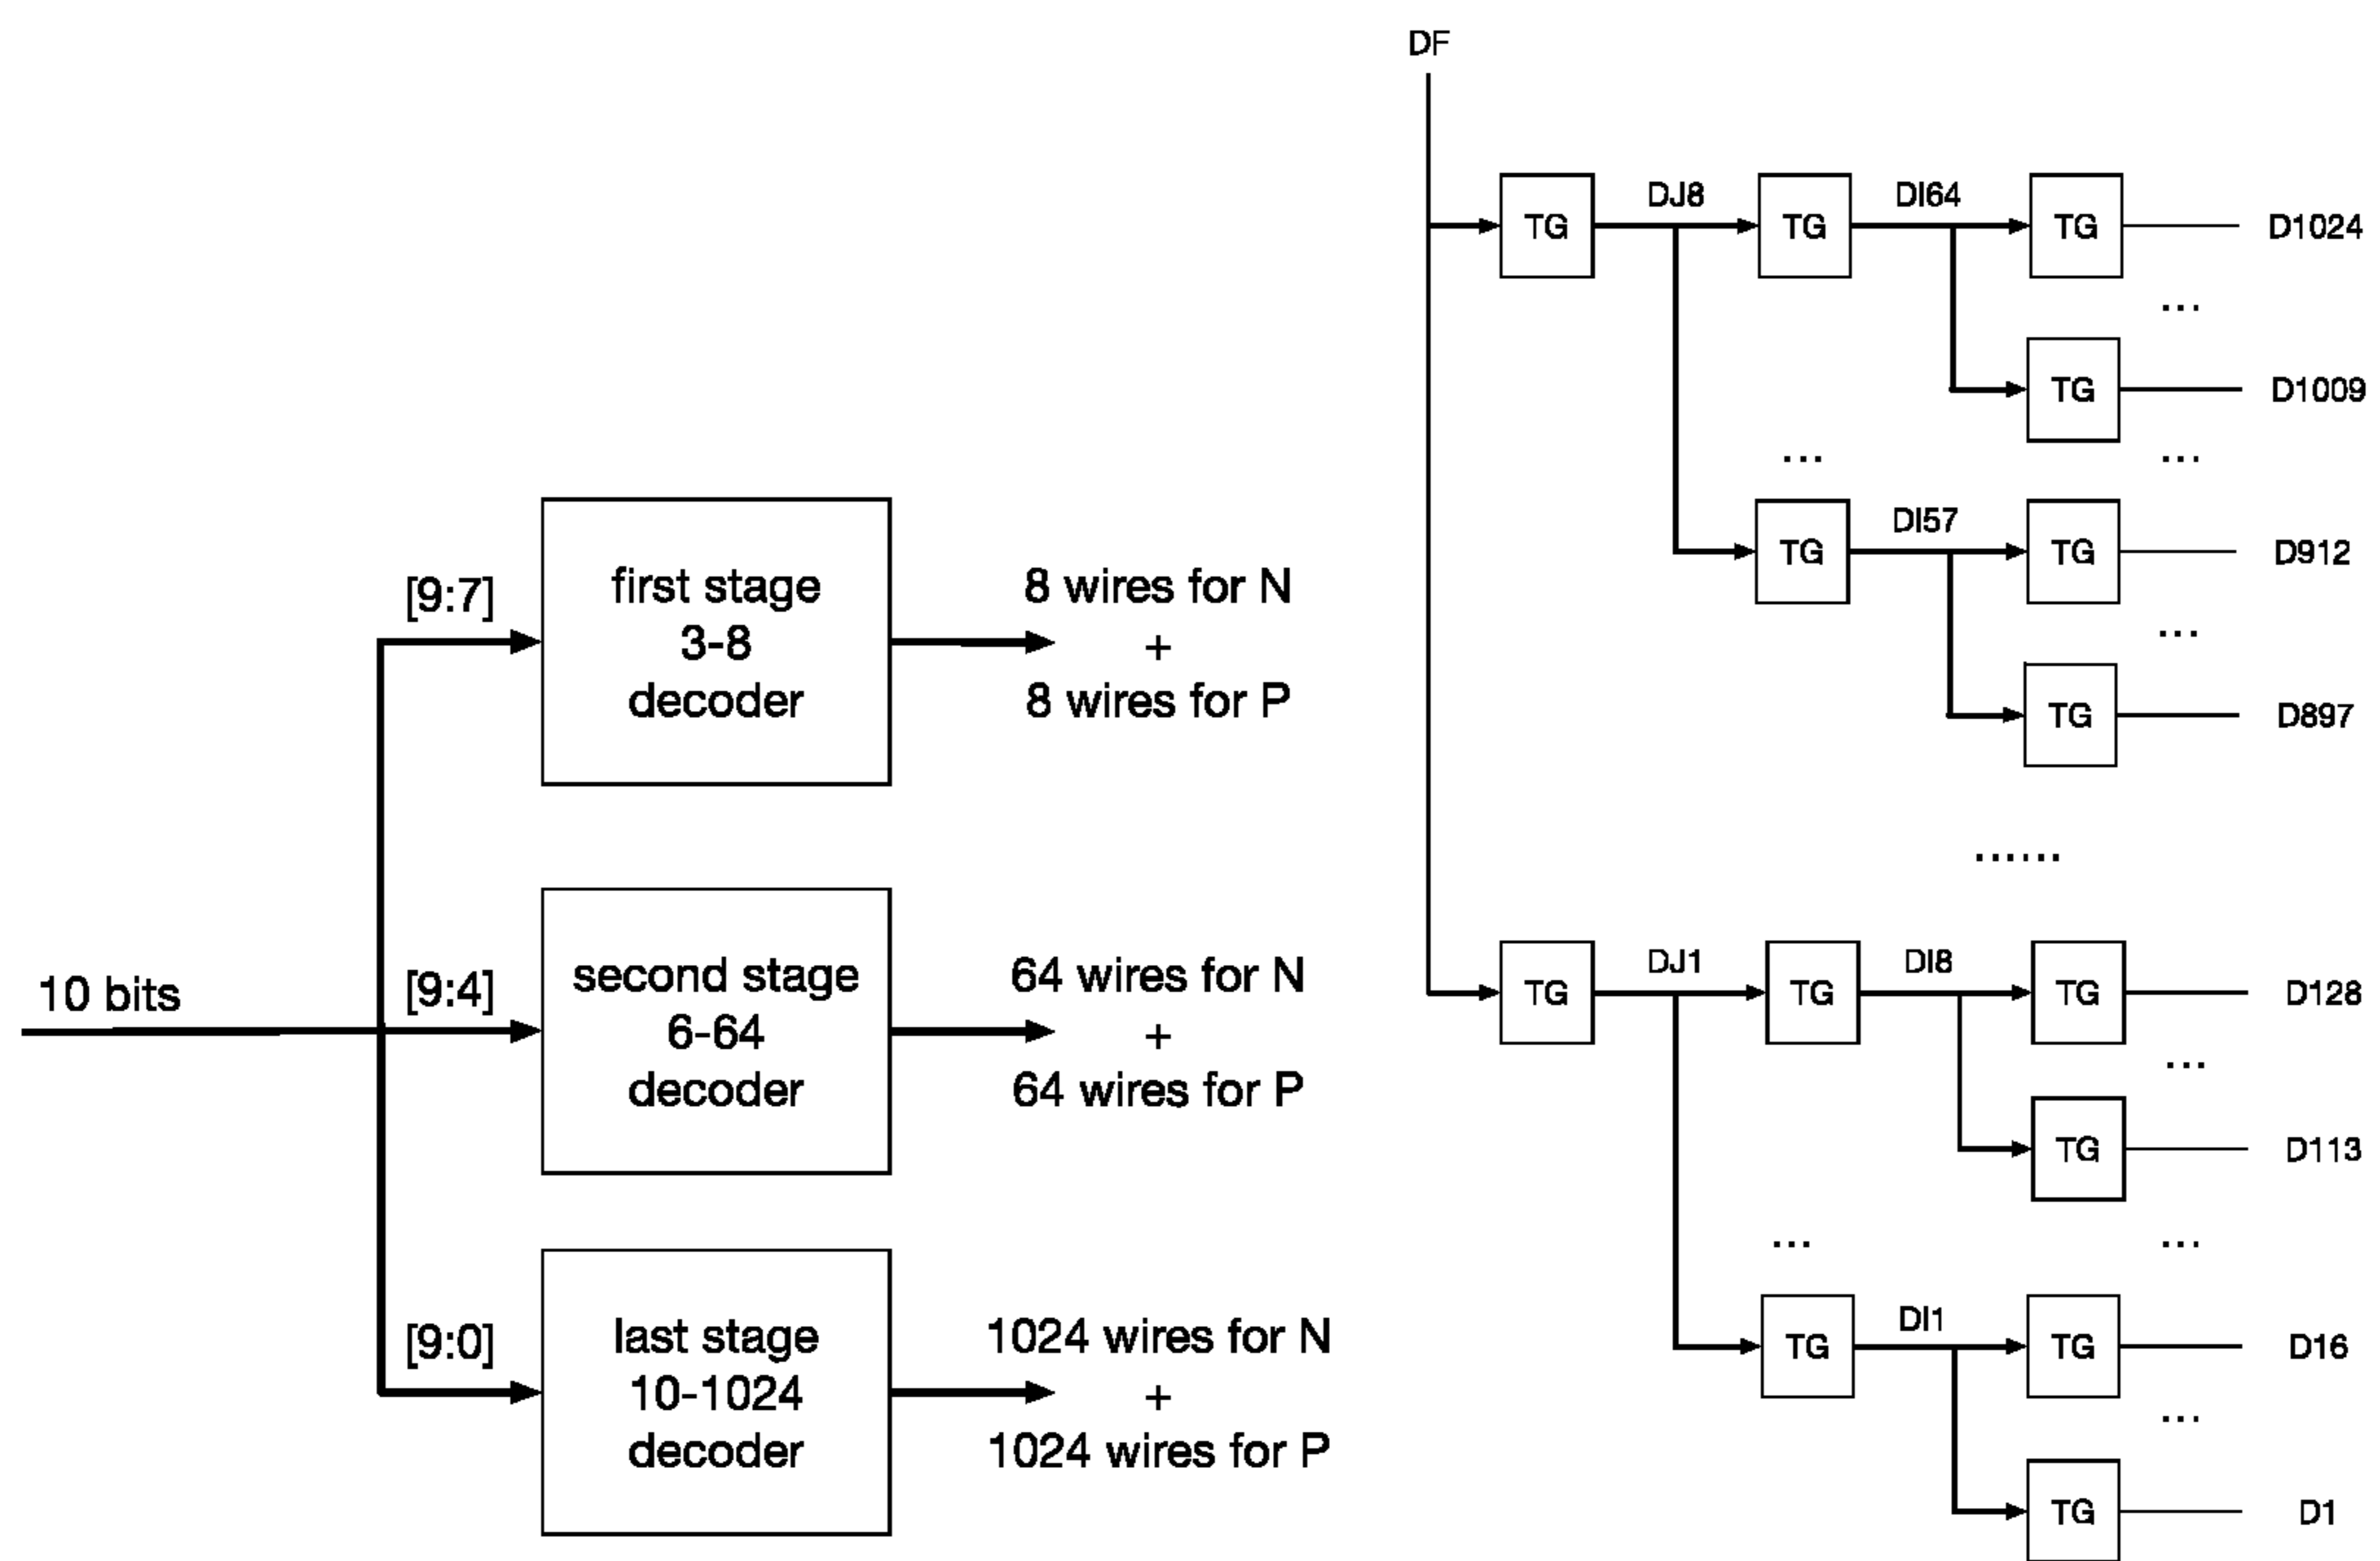 10 bits
[9:7]
first stage
3-8
decoder
8 wires for N
+
8 wires for P
[9:4]
second stage
6-64
decoder
64 wires for N
+
64 wires for P
[9:0]
last stage
10-1024
decoder
1024 wires for N
+
1024 wires for P
DF
TG DJ8 TG DI64 TG D1024
...
TG D1009
... ...
TG DI57 TG D912
...
TG D897
......
TG DJ1 TG DI8 TG D128
...
TG D113
... ...
TG DI1 TG D16
...
TG D1